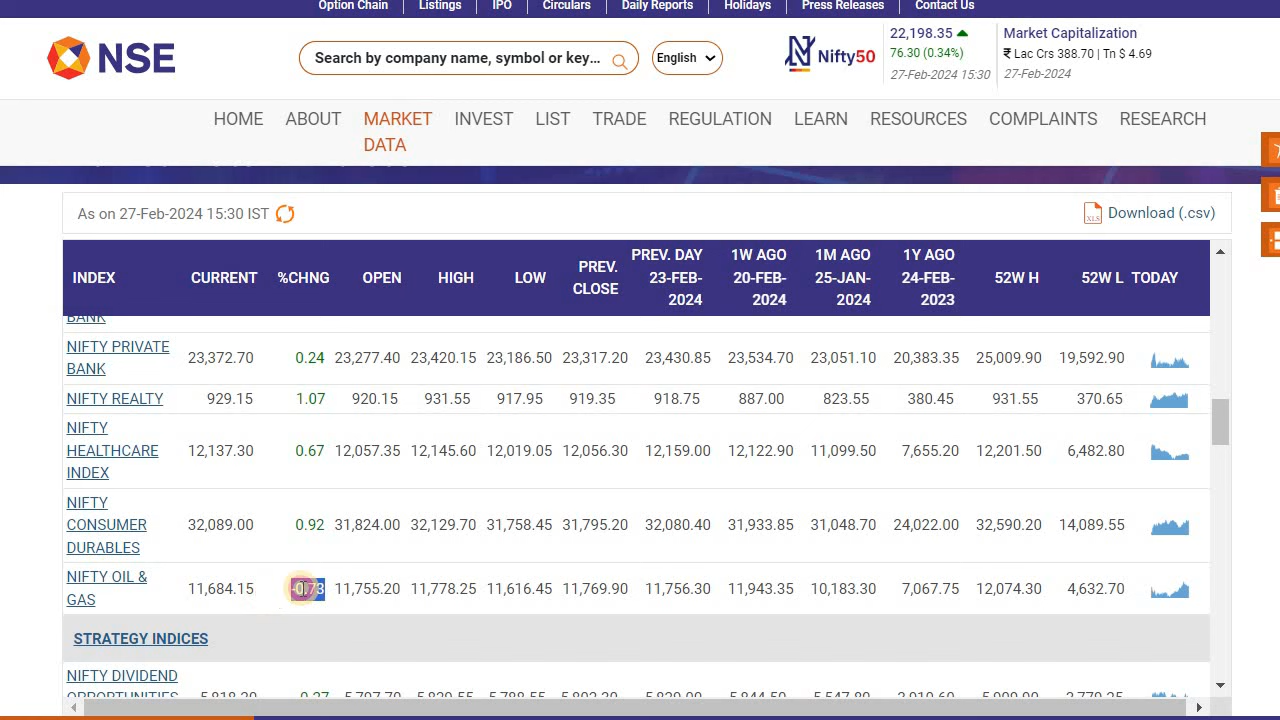 Option Chain Listings IPO Circulars Daily Reports Holidays Press Releases Contact Us
NSE
Search by company name, symbol or key...
English
Nifty50
22,198.35
76.30 (0.34%)
27-Feb-2024 15:30
Market Capitalization
₹ Lac Crs 388.70 | Tn $ 4.69
27-Feb-2024
HOME ABOUT MARKET DATA INVEST LIST TRADE REGULATION LEARN RESOURCES COMPLAINTS RESEARCH
As on 27-Feb-2024 15:30 IST
XLS Download (.csv)
INDEX CURRENT %CHNG OPEN HIGH LOW PREV. CLOSE PREV. DAY 23-FEB-2024 1W AGO 20-FEB-2024 1M AGO 25-JAN-2024 1Y AGO 24-FEB-2023 52W H 52W L TODAY
BANK
NIFTY PRIVATE BANK 23,372.70 0.24 23,277.40 23,420.15 23,186.50 23,317.20 23,430.85 23,534.70 23,051.10 20,383.35 25,009.90 19,592.90
NIFTY REALTY 929.15 1.07 920.15 931.55 917.95 919.35 918.75 887.00 823.55 380.45 931.55 370.65
NIFTY HEALTHCARE INDEX 12,137.30 0.67 12,057.35 12,145.60 12,019.05 12,056.30 12,159.00 12,122.90 11,099.50 7,655.20 12,201.50 6,482.80
NIFTY CONSUMER DURABLES 32,089.00 0.92 31,824.00 32,129.70 31,758.45 31,795.20 32,080.40 31,933.85 31,048.70 24,022.00 32,590.20 14,089.55
NIFTY OIL & GAS 11,684.15 -0.73 11,755.20 11,778.25 11,616.45 11,769.90 11,756.30 11,943.35 10,183.30 7,067.75 12,074.30 4,632.70
STRATEGY INDICES
NIFTY DIVIDEND